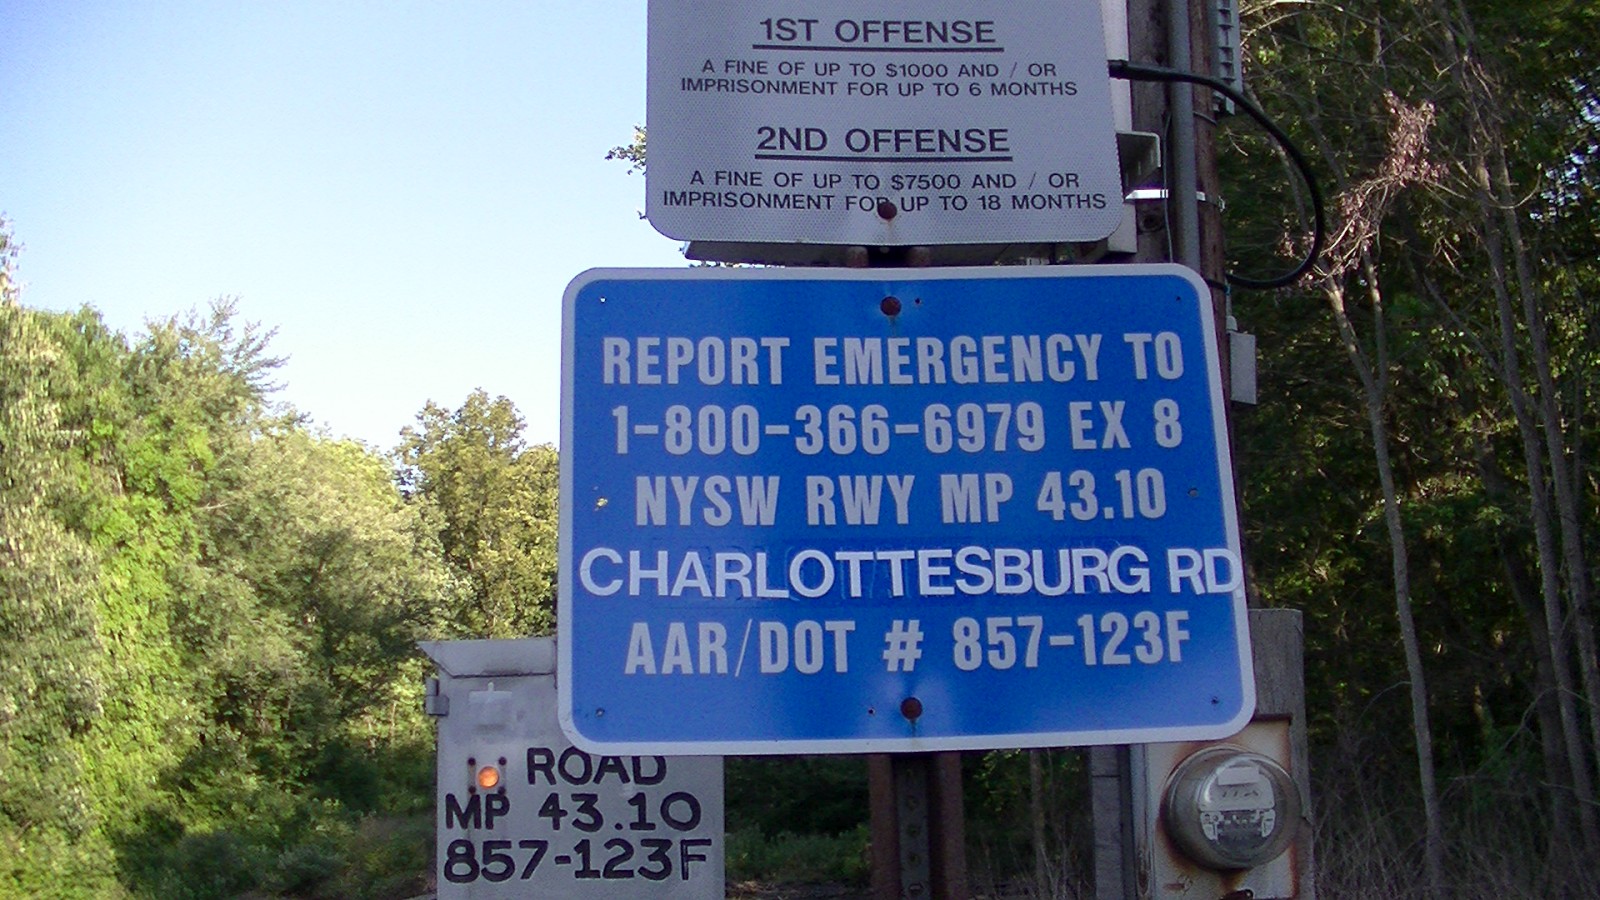 1ST OFFENSE
A FINE OF UP TO $1000 AND / OR
IMPRISONMENT FOR UP TO 6 MONTHS
2ND OFFENSE
A FINE OF UP TO $7500 AND / OR
IMPRISONMENT FOR UP TO 18 MONTHS
REPORT EMERGENCY TO
1-800-366-6979 EX 8
NYSW RWY MP 43.10
CHARLOTTESBURG RD
AAR/DOT # 857-123F
ROAD
MP 43.10
857-123F